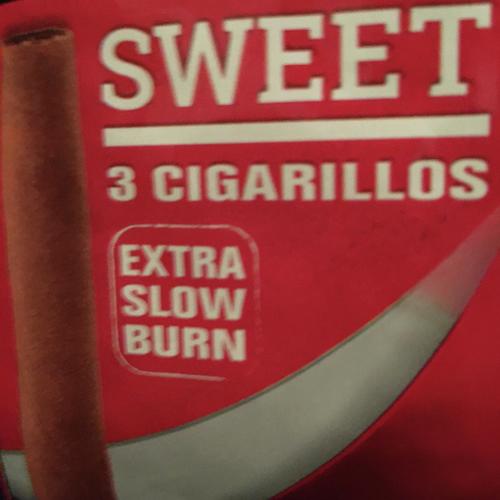 SWEET
3 CIGARILLOS
EXTRA
SLOW
BURN